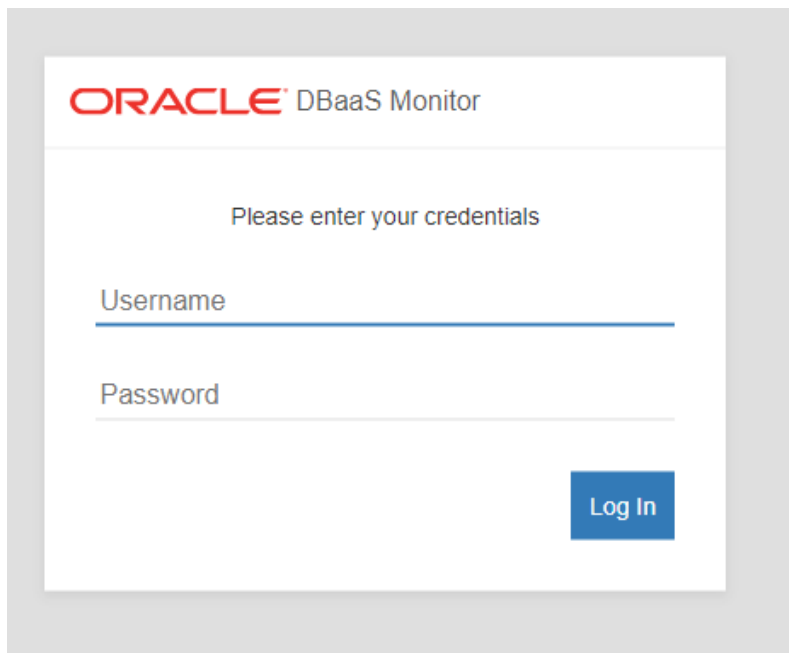 ORACLE DBaaS Monitor
Please enter your credentials
Username
Password
Log In